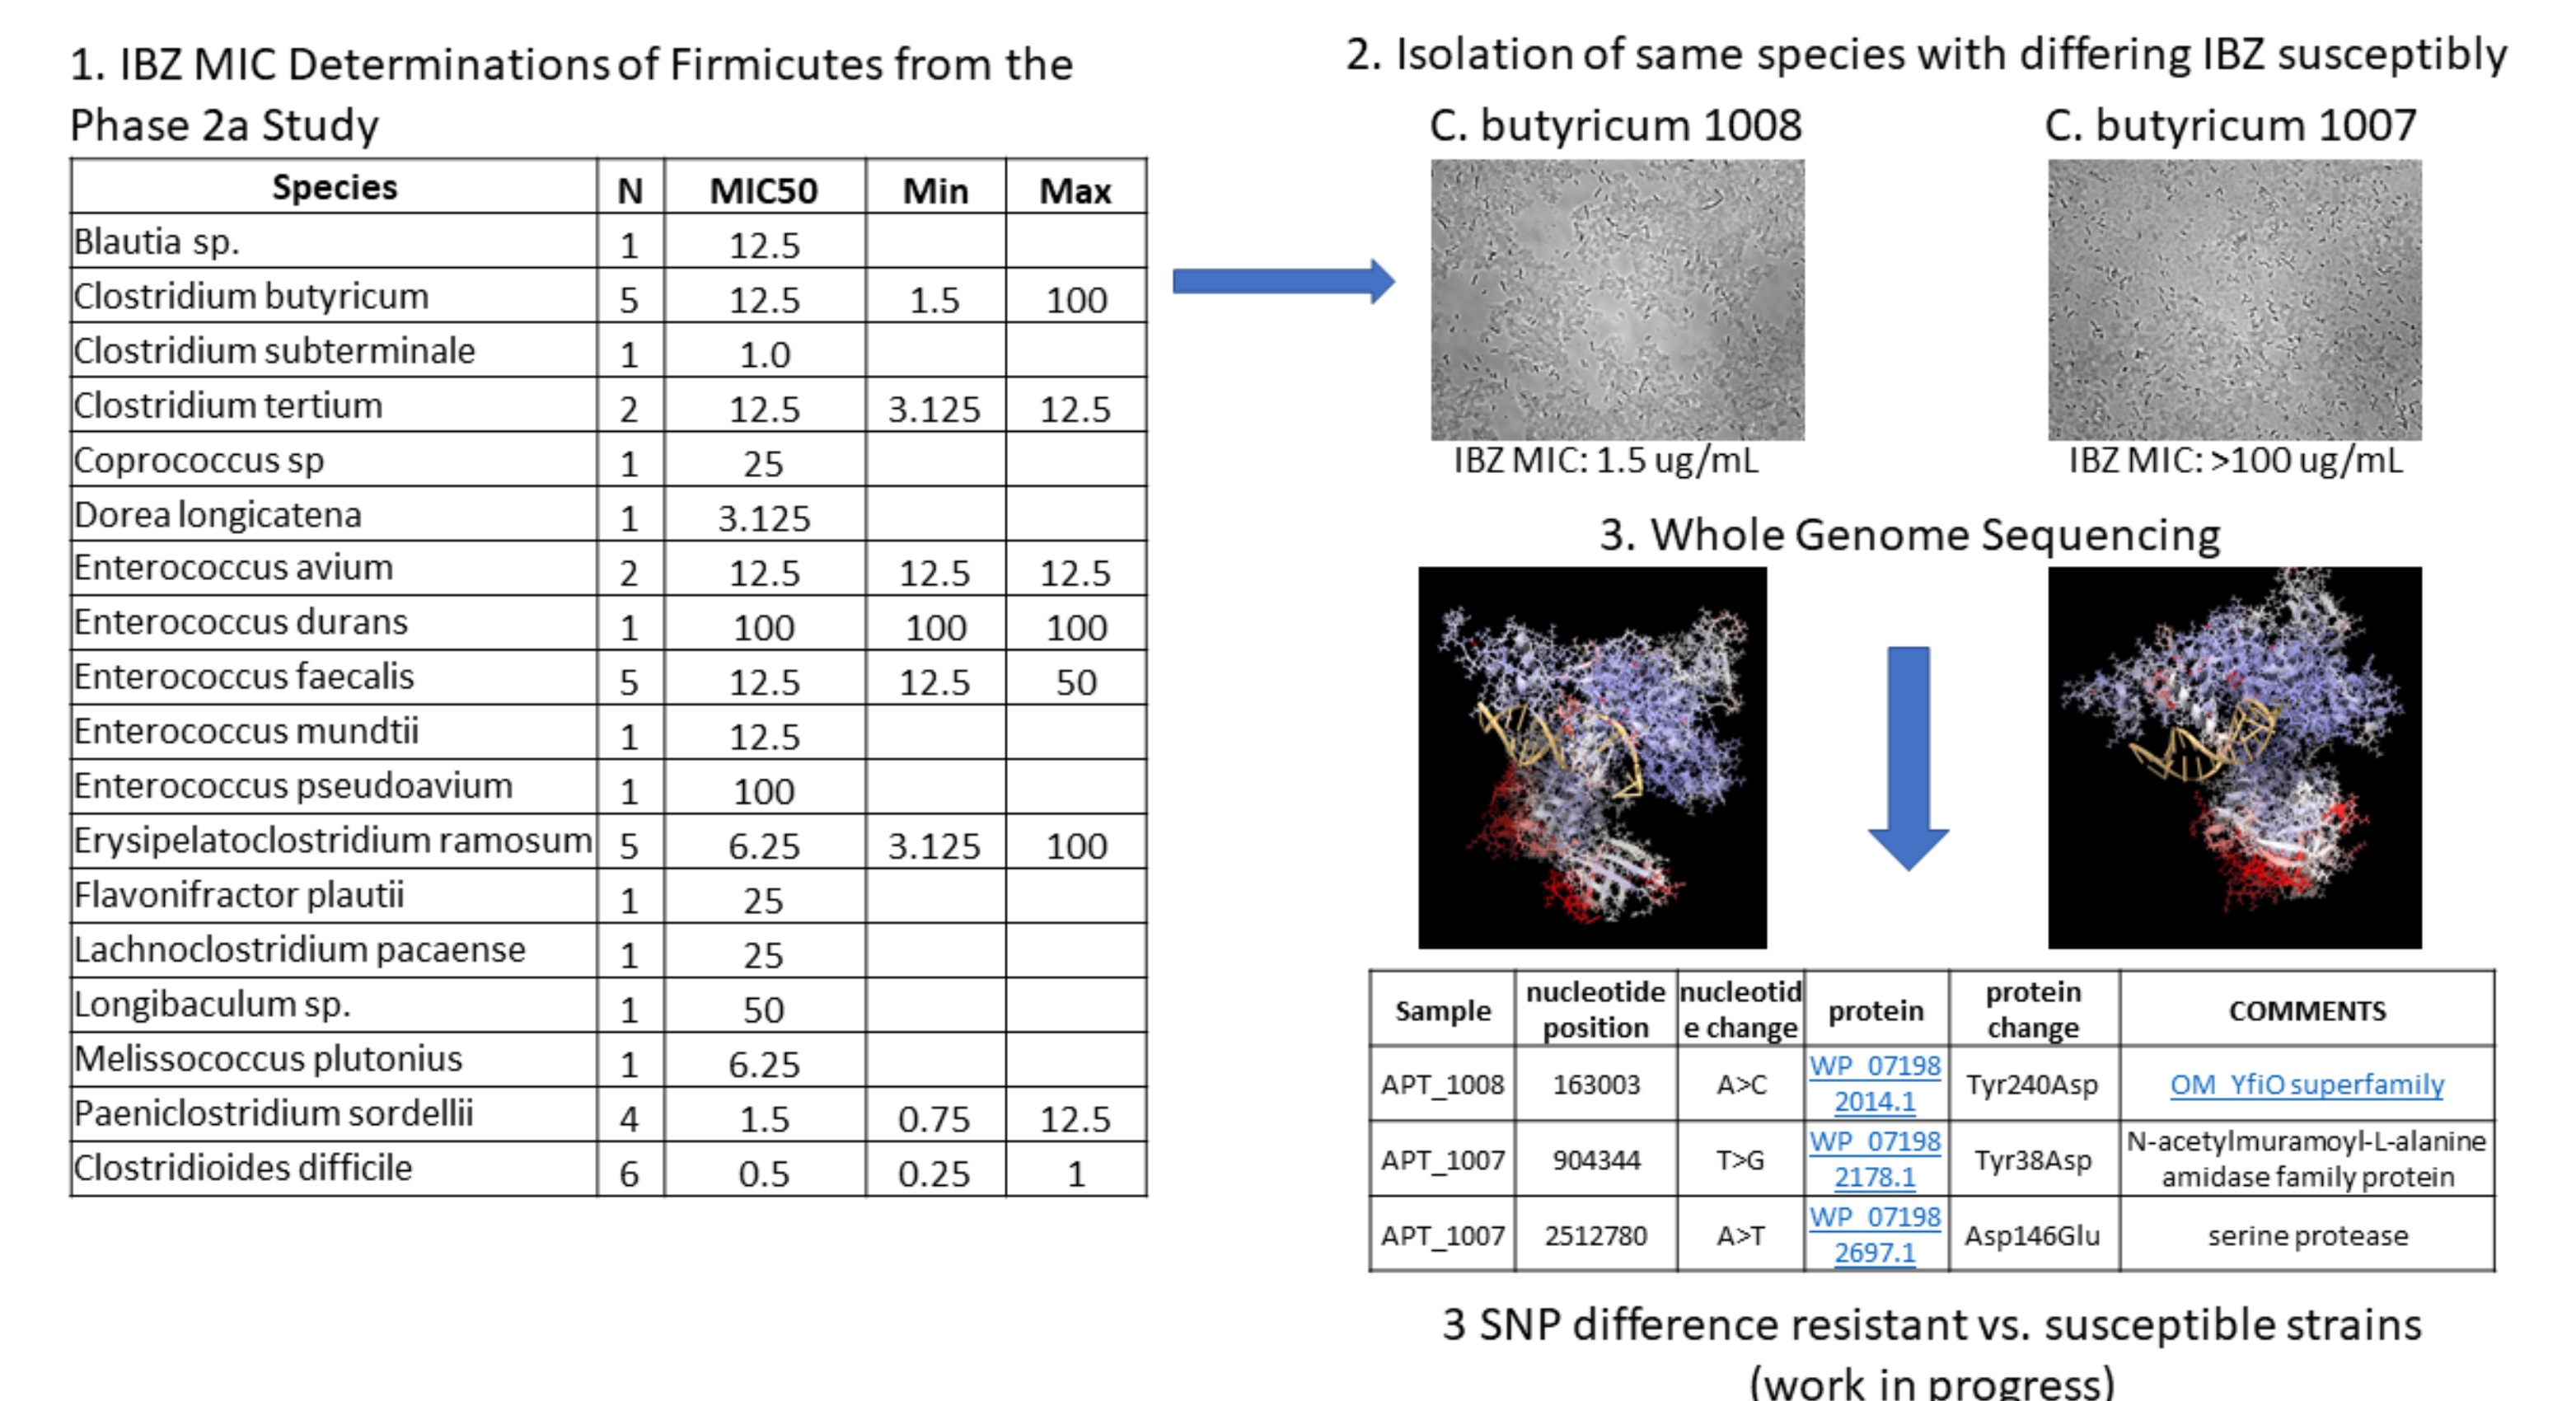 1. IBZ MIC Determinations of Firmicutes from the
Phase 2a Study
Species N MIC50 Min Max
Blautia sp. 1 12.5
Clostridium butyricum 5 12.5 1.5 100
Clostridium subterminale 1 1.0
Clostridium tertium 2 12.5 3.125 12.5
Coprococcus sp 1 25
Dorea longicatena 1 3.125
Enterococcus avium 2 12.5 12.5 12.5
Enterococcus durans 1 100 100 100
Enterococcus faecalis 5 12.5 12.5 50
Enterococcus mundtii 1 12.5
Enterococcus pseudoavium 1 100
Erysipelatoclostridium ramosum 5 6.25 3.125 100
Flavonifractor plautii 1 25
Lachnoclostridium pacaense 1 25
Longibaculum sp. 1 50
Melissococcus plutonius 1 6.25
Paeniclostridium sordellii 4 1.5 0.75 12.5
Clostridioides difficile 6 0.5 0.25 1
2. Isolation of same species with differing IBZ susceptibly
C. butyricum 1008 C. butyricum 1007
IBZ MIC: 1.5 ug/mL IBZ MIC: >100 ug/mL
3. Whole Genome Sequencing
Sample nucleotide position nucleotid e change protein protein change COMMENTS
APT_1008 163003 A>C WP_07198 2014.1 Tyr240Asp OM_YfiO superfamily
APT_1007 904344 T>G WP_07198 2178.1 Tyr38Asp N-acetylmuramoyl-L-alanine amidase family protein
APT_1007 2512780 A>T WP_07198 2697.1 Asp146Glu serine protease
3 SNP difference resistant vs. susceptible strains
(work in progress)